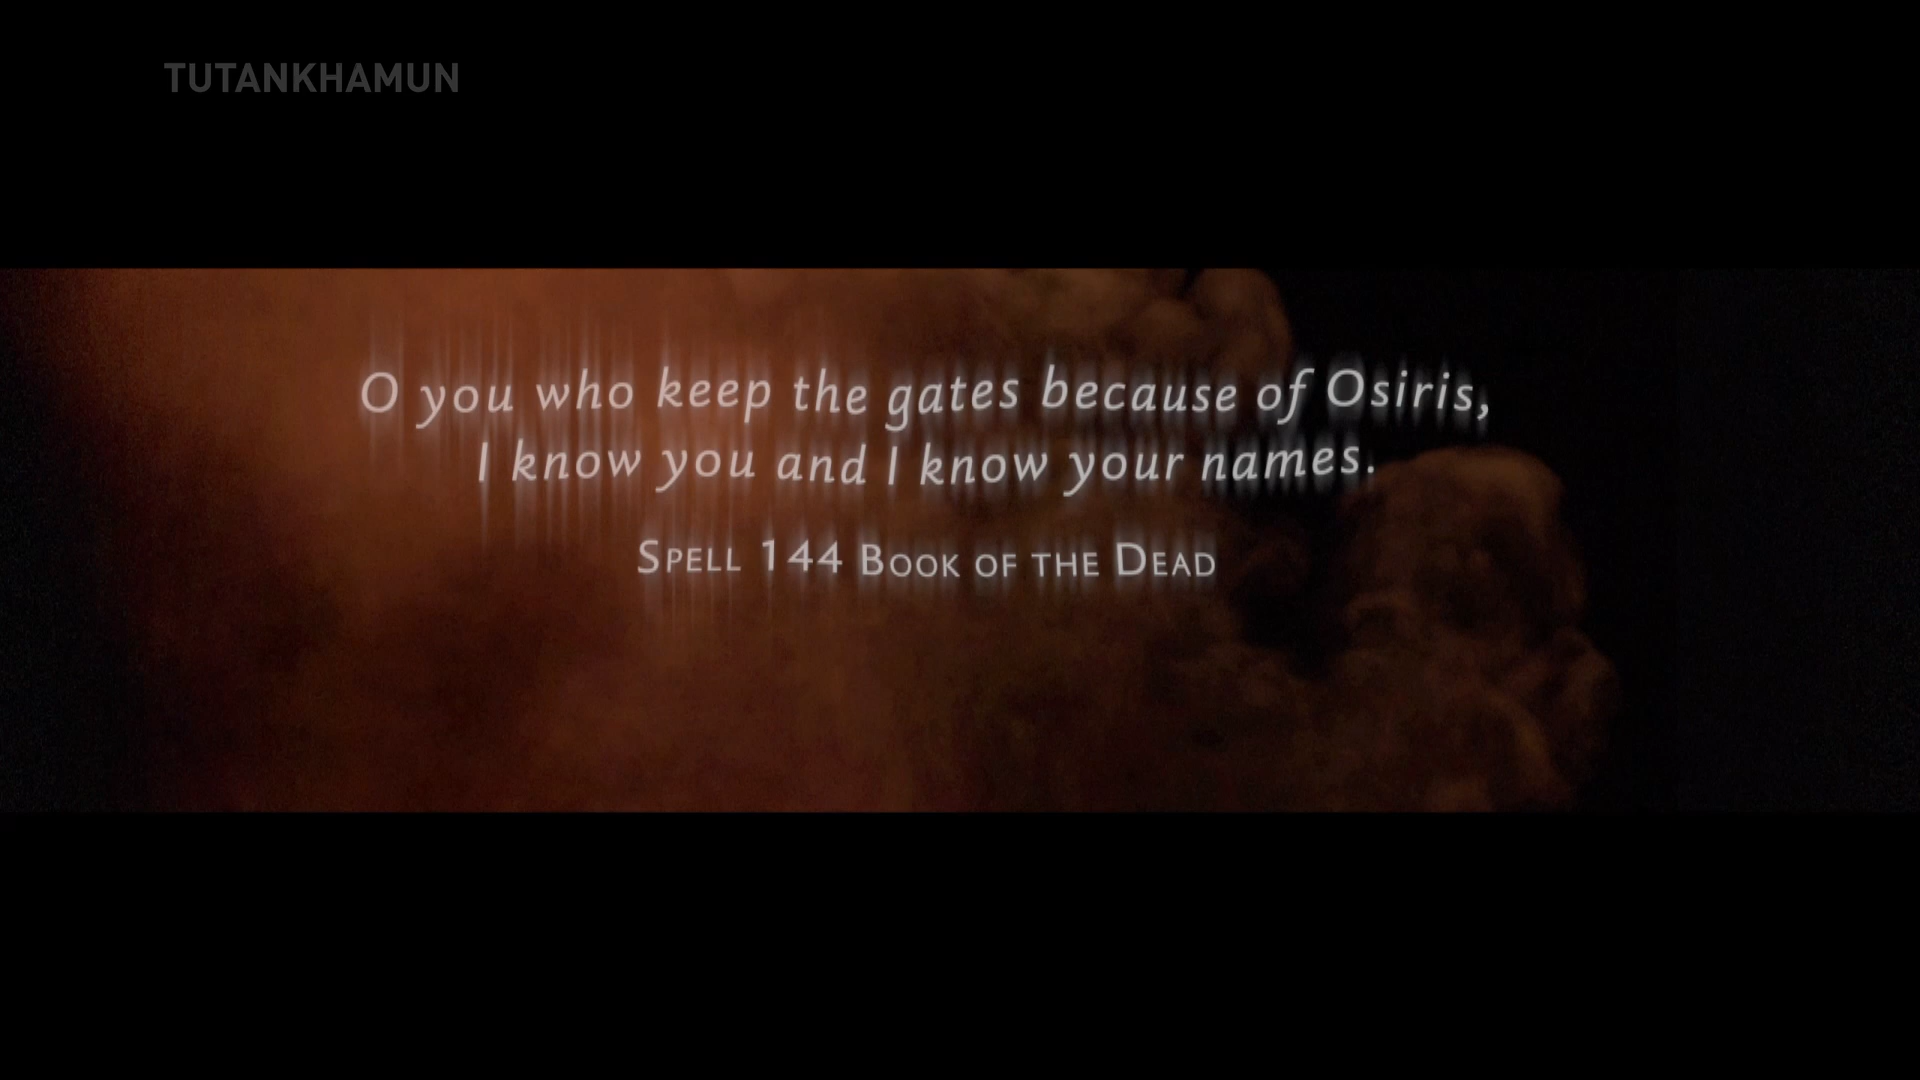 TUTANKHAMUN
O you who keep the gates because of Osiris,
I know you and I know your names.
SPELL 144 BOOK OF THE DEAD